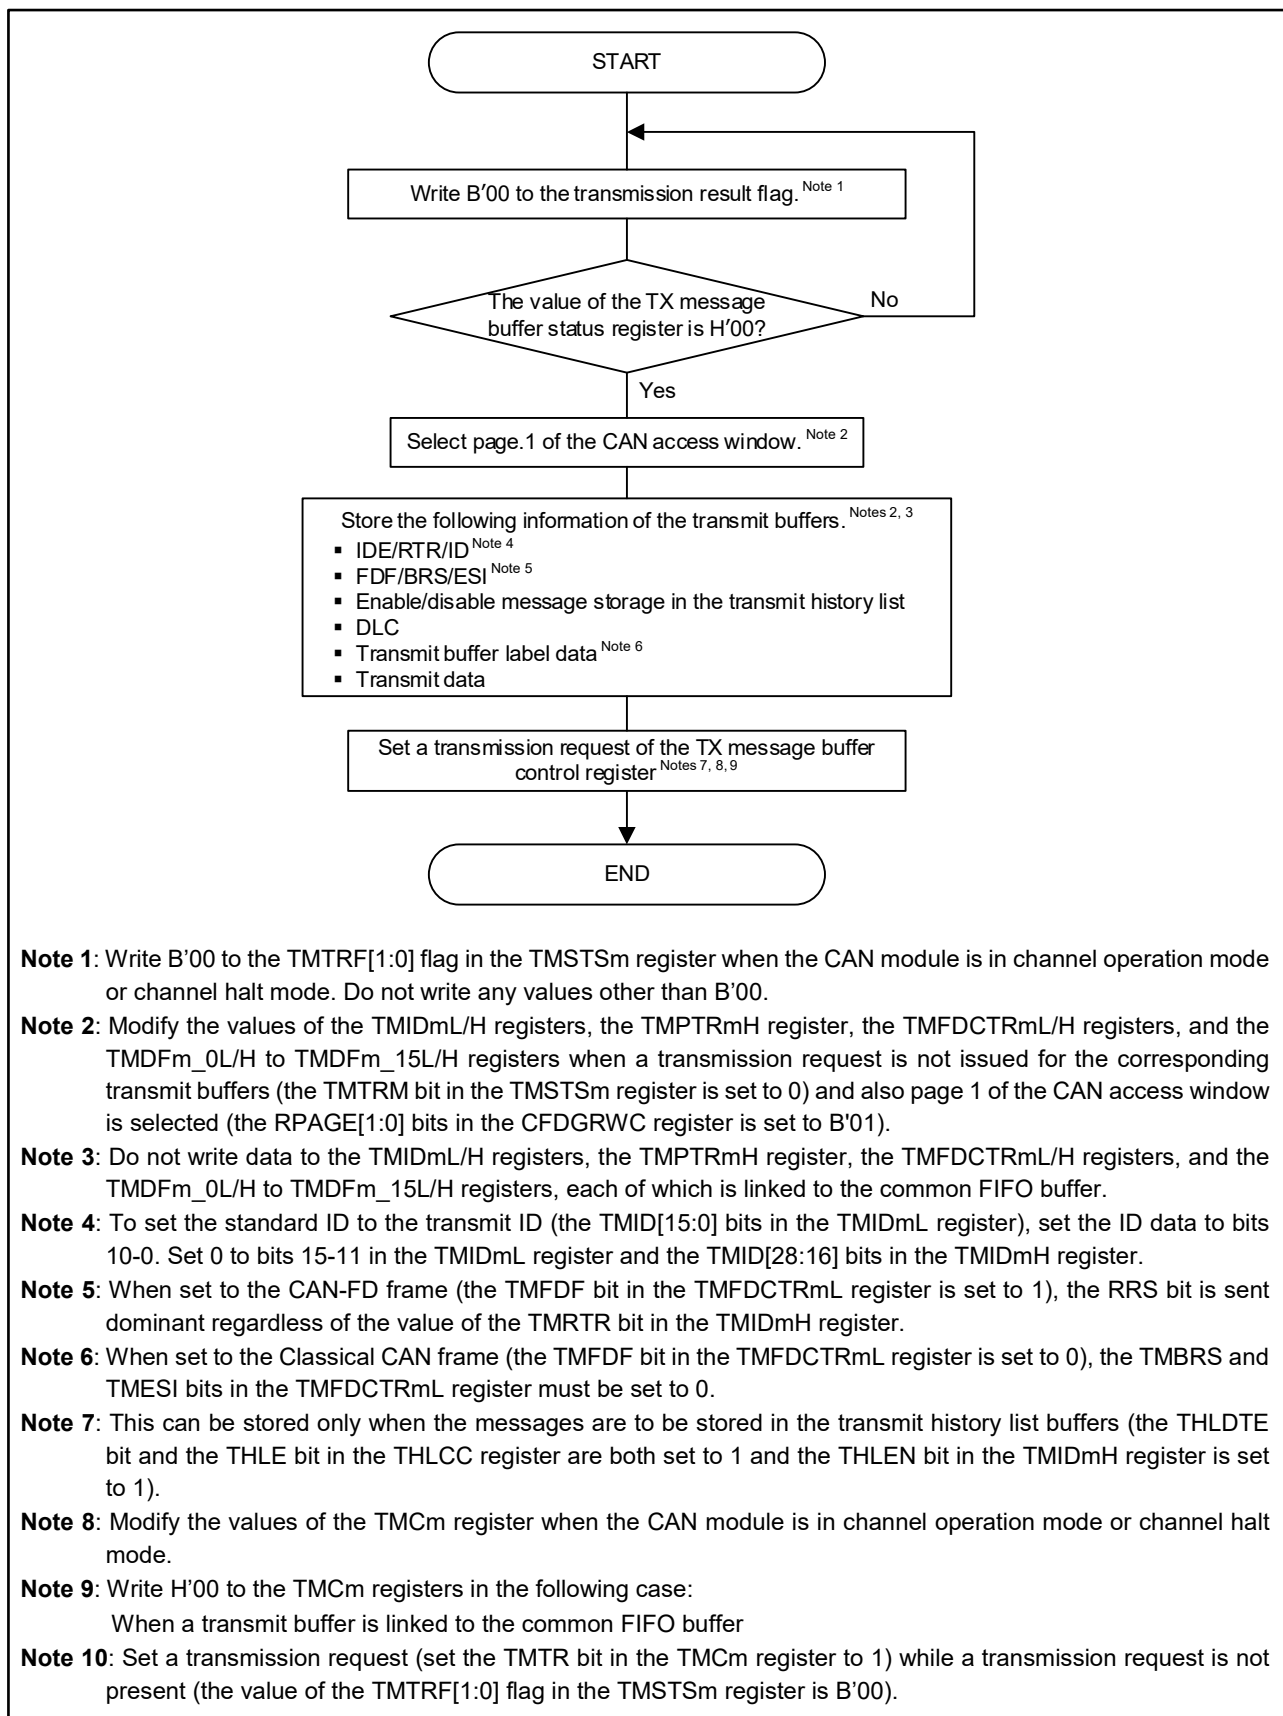 START
Write B′00 to the transmission result flag. Note 1
The value of the TX message
buffer status register is H′00?
No
Yes
Select page.1 of the CAN access window. Note 2
Store the following information of the transmit buffers. Notes 2, 3
▪ IDE/RTR/ID Note 4
▪ FDF/BRS/ESI Note 5
▪ Enable/disable message storage in the transmit history list
▪ DLC
▪ Transmit buffer label data Note 6
▪ Transmit data
Set a transmission request of the TX message buffer
control register Notes 7, 8, 9
END
Note 1: Write B’00 to the TMTRF[1:0] flag in the TMSTSm register when the CAN module is in channel operation mode
or channel halt mode. Do not write any values other than B’00.
Note 2: Modify the values of the TMIDmL/H registers, the TMPTRmH register, the TMFDCTRmL/H registers, and the
TMDFm_0L/H to TMDFm_15L/H registers when a transmission request is not issued for the corresponding
transmit buffers (the TMTRM bit in the TMSTSm register is set to 0) and also page 1 of the CAN access window
is selected (the RPAGE[1:0] bits in the CFDGRWC register is set to B'01).
Note 3: Do not write data to the TMIDmL/H registers, the TMPTRmH register, the TMFDCTRmL/H registers, and the
TMDFm_0L/H to TMDFm_15L/H registers, each of which is linked to the common FIFO buffer.
Note 4: To set the standard ID to the transmit ID (the TMID[15:0] bits in the TMIDmL register), set the ID data to bits
10-0. Set 0 to bits 15-11 in the TMIDmL register and the TMID[28:16] bits in the TMIDmH register.
Note 5: When set to the CAN-FD frame (the TMFDF bit in the TMFDCTRmL register is set to 1), the RRS bit is sent
dominant regardless of the value of the TMRTR bit in the TMIDmH register.
Note 6: When set to the Classical CAN frame (the TMFDF bit in the TMFDCTRmL register is set to 0), the TMBRS and
TMESI bits in the TMFDCTRmL register must be set to 0.
Note 7: This can be stored only when the messages are to be stored in the transmit history list buffers (the THLDTE
bit and the THLE bit in the THLCC register are both set to 1 and the THLEN bit in the TMIDmH register is set
to 1).
Note 8: Modify the values of the TMCm register when the CAN module is in channel operation mode or channel halt
mode.
Note 9: Write H’00 to the TMCm registers in the following case:
When a transmit buffer is linked to the common FIFO buffer
Note 10: Set a transmission request (set the TMTR bit in the TMCm register to 1) while a transmission request is not
present (the value of the TMTRF[1:0] flag in the TMSTSm register is B’00).